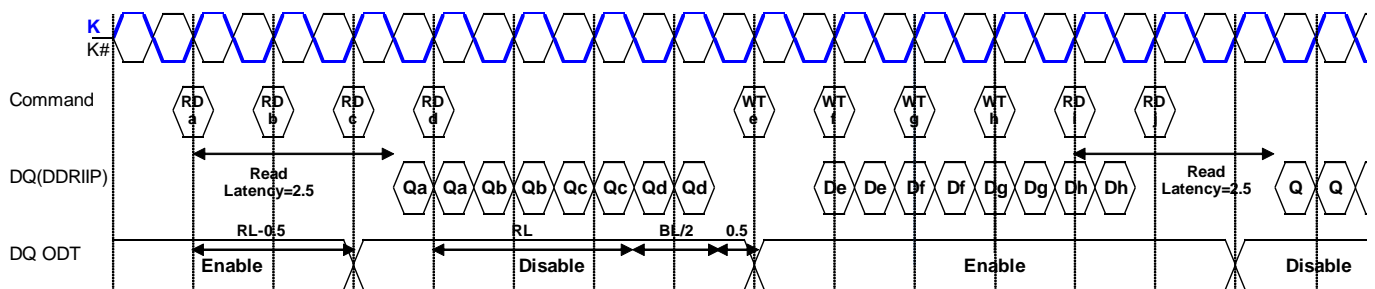 K
K#
Command
RD a RD b RD c RD d WT e WT f WT g WT h RD i RD j
DQ(DDRIIP)
Read
Latency=2.5
Qa Qa Qb Qb Qc Qc Qd Qd De De Df Df Dg Dg Dh Dh
Read
Latency=2.5
Q Q
RL-0.5 RL BL/2 0.5
DQ ODT
Enable Disable Enable Disable